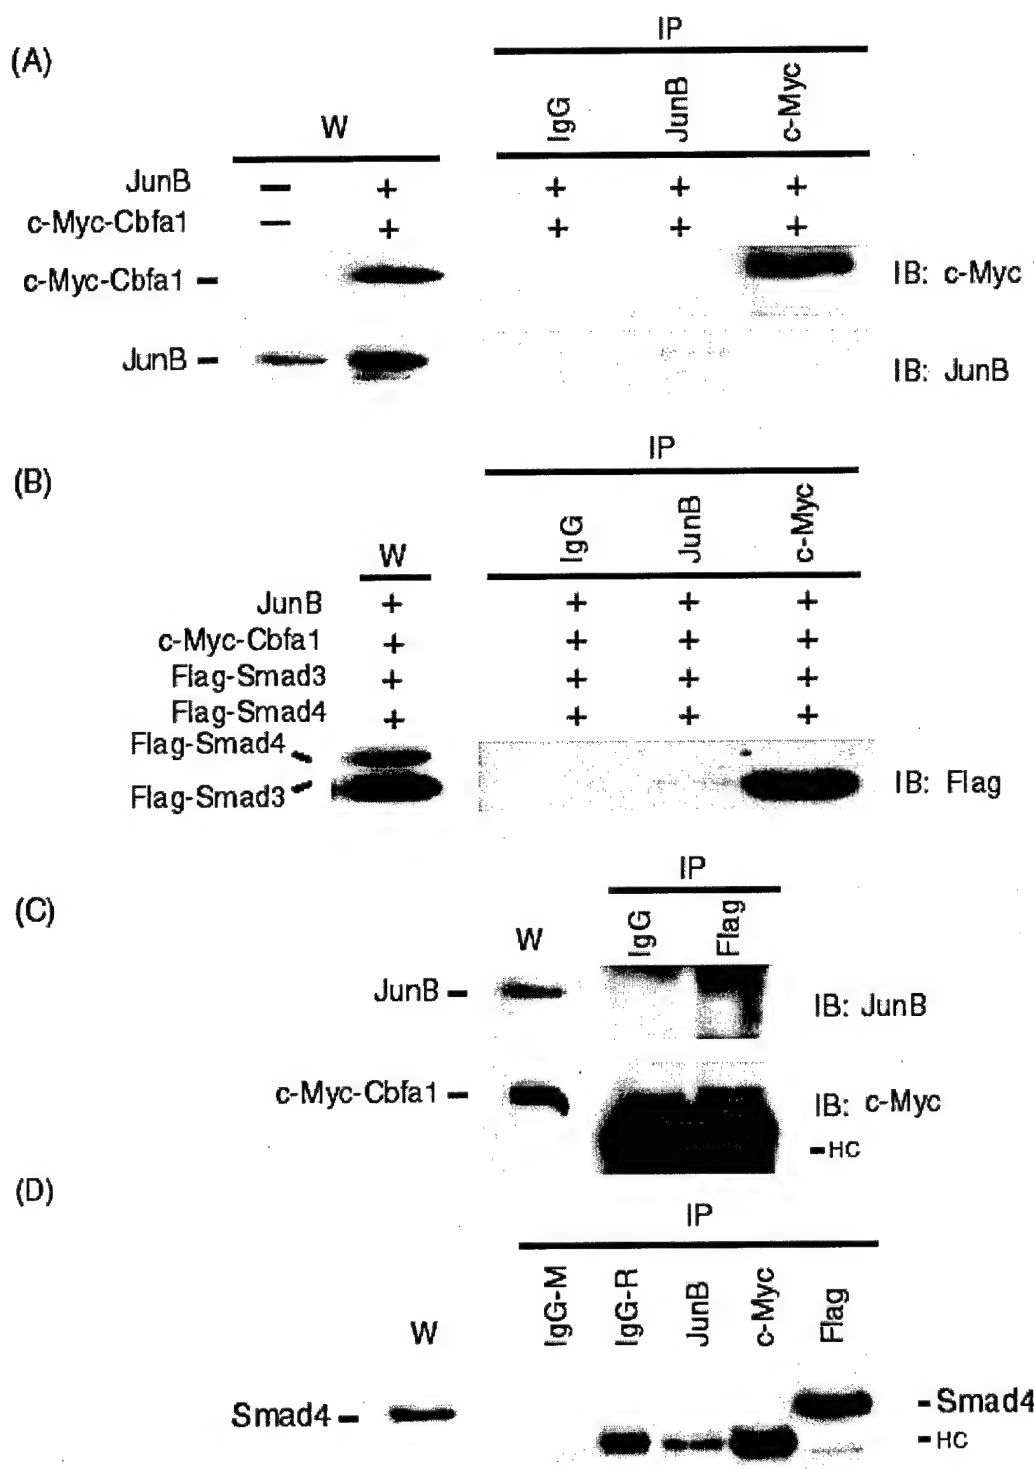 (A)
IP
W
IgG
JunB
c-Myc
JunB — + + + +
c-Myc-Cbfa1 — + + + +
c-Myc-Cbfa1 –
IB: c-Myc
JunB –
IB: JunB
(B)
IP
W
IgG
JunB
c-Myc
JunB + + + +
c-Myc-Cbfa1 + + + +
Flag-Smad3 + + + +
Flag-Smad4 + + + +
Flag-Smad4
Flag-Smad3
IB: Flag
(C)
IP
W
IgG
Flag
JunB –
IB: JunB
c-Myc-Cbfa1 –
IB: c-Myc
-HC
(D)
IP
W
IgG-M
IgG-R
JunB
c-Myc
Flag
Smad4 –
-Smad4
-HC